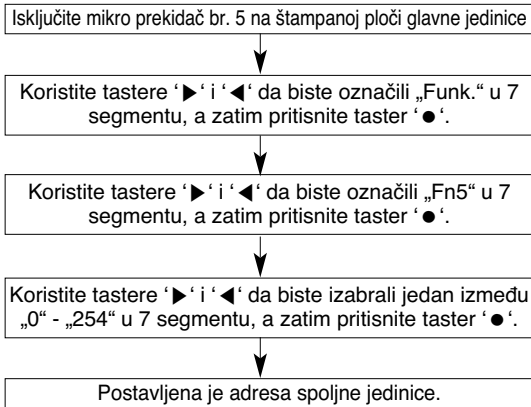 Isključite mikro prekidač br. 5 na štampanoj ploči glavne jedinice
Koristite tastere ‘▶‘ i ‘◀‘ da biste označili „Funk.“ u 7
segmentu, a zatim pritisnite taster ‘●‘.
Koristite tastere ‘▶‘ i ‘◀‘ da biste označili „Fn5“ u 7
segmentu, a zatim pritisnite taster ‘●‘.
Koristite tastere ‘▶‘ i ‘◀‘ da biste izabrali jedan između
„0“ - „254“ u 7 segmentu, a zatim pritisnite taster ‘●‘.
Postavljena je adresa spoljne jedinice.